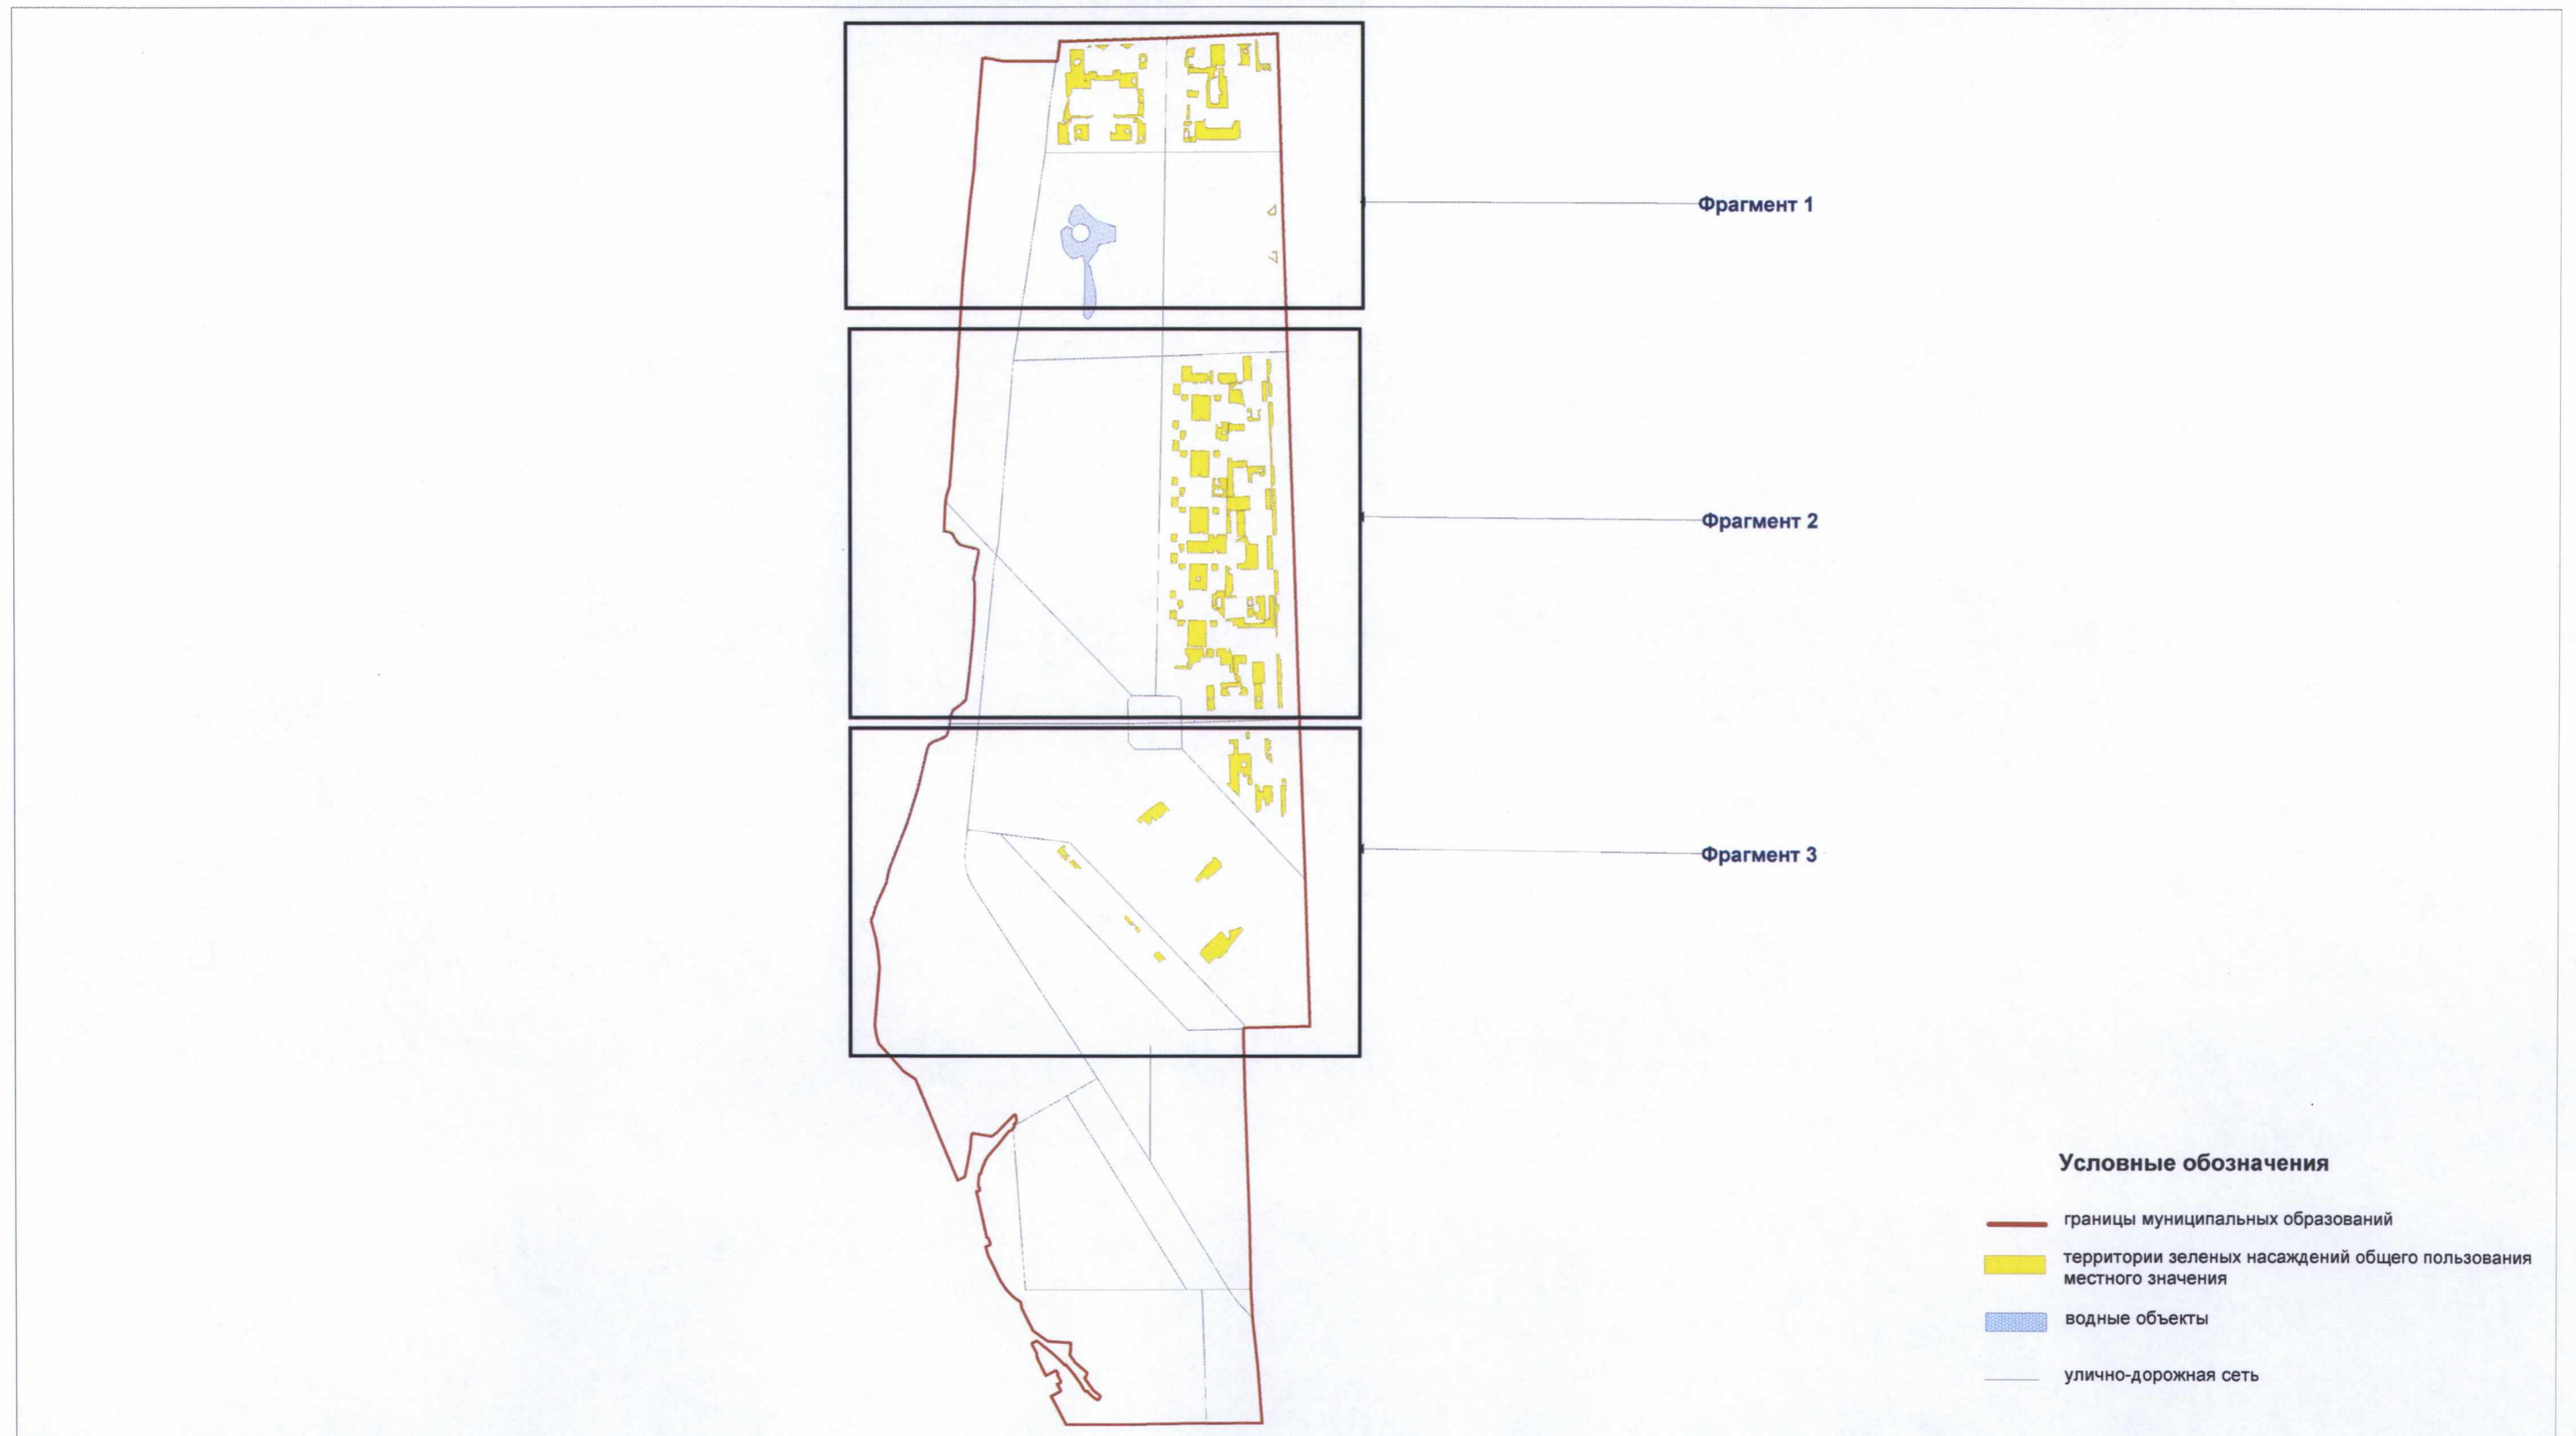 Фрагмент 1
Фрагмент 2
Фрагмент 3
Условные обозначения
границы муниципальных образований
территории зеленых насаждений общего пользования
местного значения
водные объекты
улично-дорожная сеть